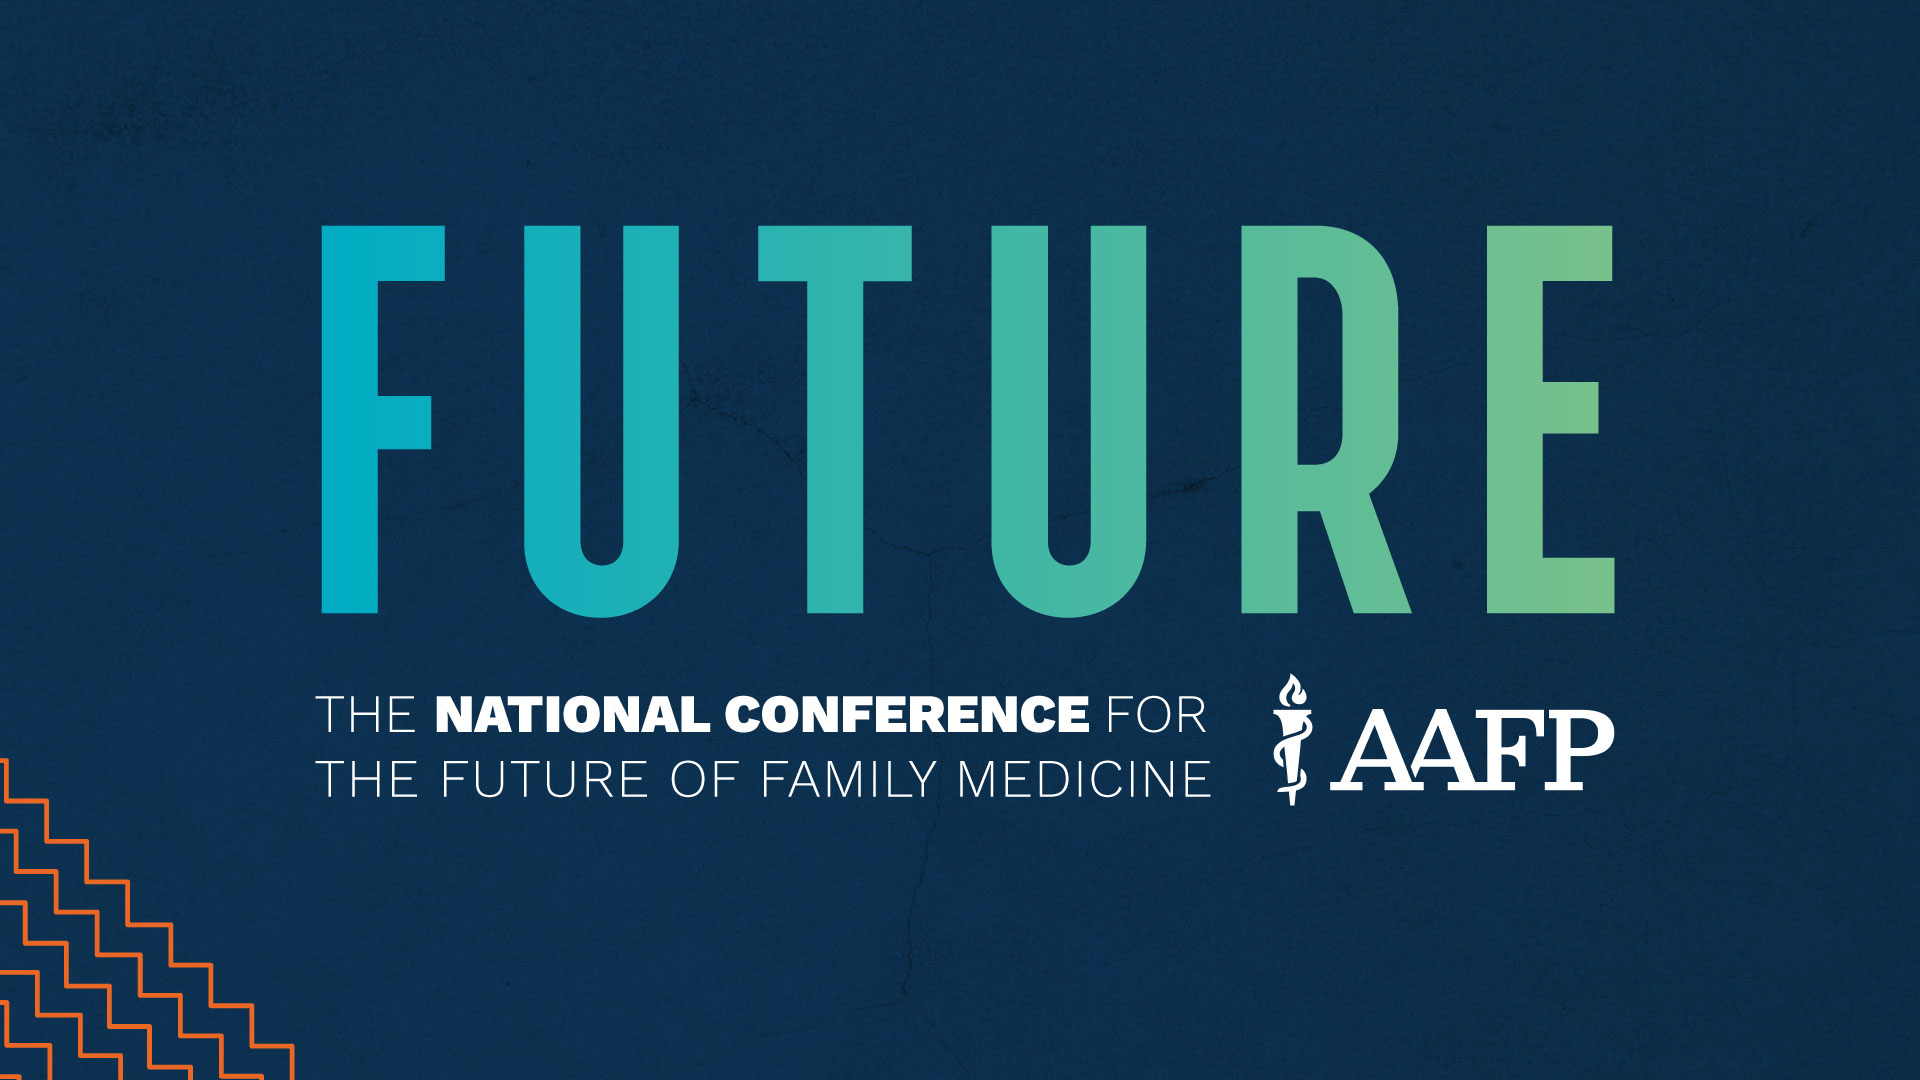 FUTURE
THE NATIONAL CONFERENCE FOR
THE FUTURE OF FAMILY MEDICINE
AAFP